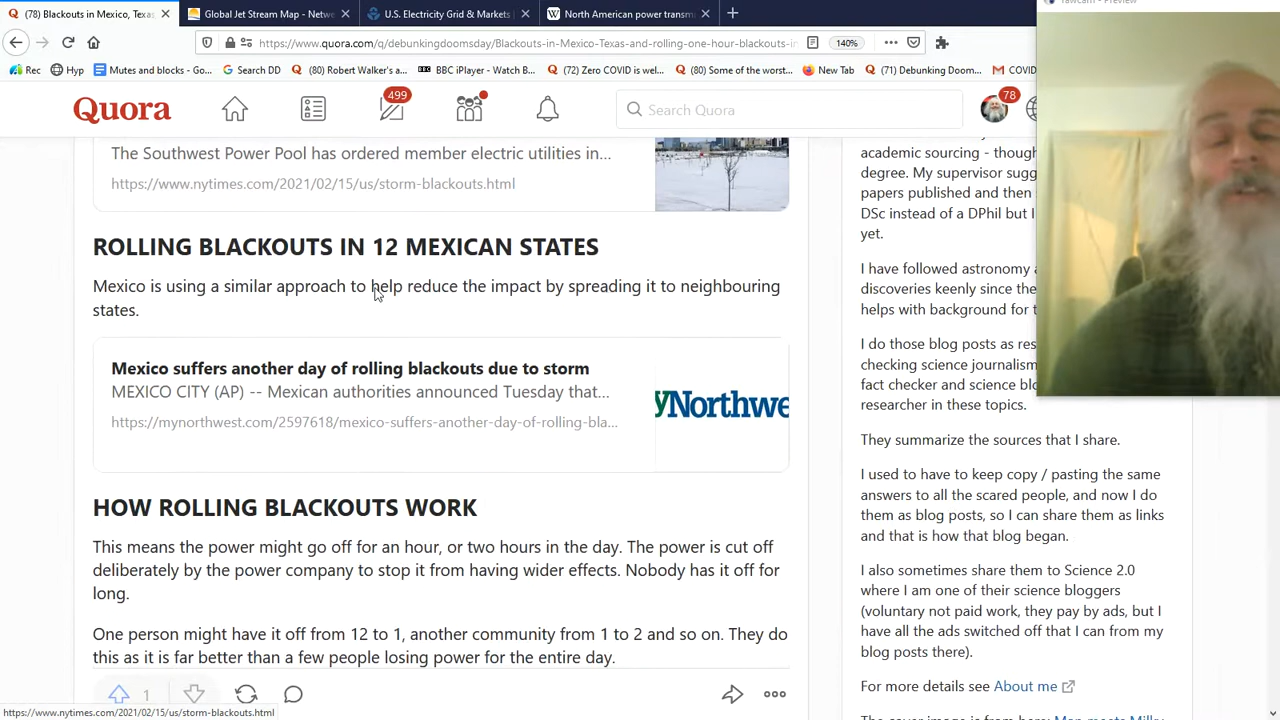 (78) Blackouts in Mexico, Texa
Global Jet Stream Map - Netwe
U.S. Electricity Grid & Markets
North American power transm
https://www.quora.com/q/debunkingdoomsday/Blackouts-in-Mexico-Texas-and-rolling-one-hour-blackouts-in
140%
Rec
Hyp
Mutes and blocks - Go...
Search DD
(80) Robert Walker's a...
BBC iPlayer - Watch B...
(72) Zero COVID is wel...
(80) Some of the worst...
New Tab
(71) Debunking Doom...
COVID
Quora
499
Search Quora
78
The Southwest Power Pool has ordered member electric utilities in...
https://www.nytimes.com/2021/02/15/us/storm-blackouts.html
ROLLING BLACKOUTS IN 12 MEXICAN STATES
Mexico is using a similar approach to help reduce the impact by spreading it to neighbouring
states.
Mexico suffers another day of rolling blackouts due to storm
MEXICO CITY (AP) -- Mexican authorities announced Tuesday that...
https://mynorthwest.com/2597618/mexico-suffers-another-day-of-rolling-bla...
yNorthwe
HOW ROLLING BLACKOUTS WORK
This means the power might go off for an hour, or two hours in the day. The power is cut off
deliberately by the power company to stop it from having wider effects. Nobody has it off for
long.
One person might have it off from 12 to 1, another community from 1 to 2 and so on. They do
this as it is far better than a few people losing power for the entire day.
1
https://www.nytimes.com/2021/02/15/us/storm-blackouts.html
academic sourcing - though
degree. My supervisor sugg
papers published and then
DSc instead of a DPhil but I
yet.
I have followed astronomy a
discoveries keenly since the
helps with background for t
I do those blog posts as res
checking science journalism
fact checker and science blo
researcher in these topics.
They summarize the sources that I share.
I used to have to keep copy / pasting the same
answers to all the scared people, and now I do
them as blog posts, so I can share them as links
and that is how that blog began.
I also sometimes share them to Science 2.0
where I am one of their science bloggers
(voluntary not paid work, they pay by ads, but I
have all the ads switched off that I can from my
blog posts there).
For more details see About me